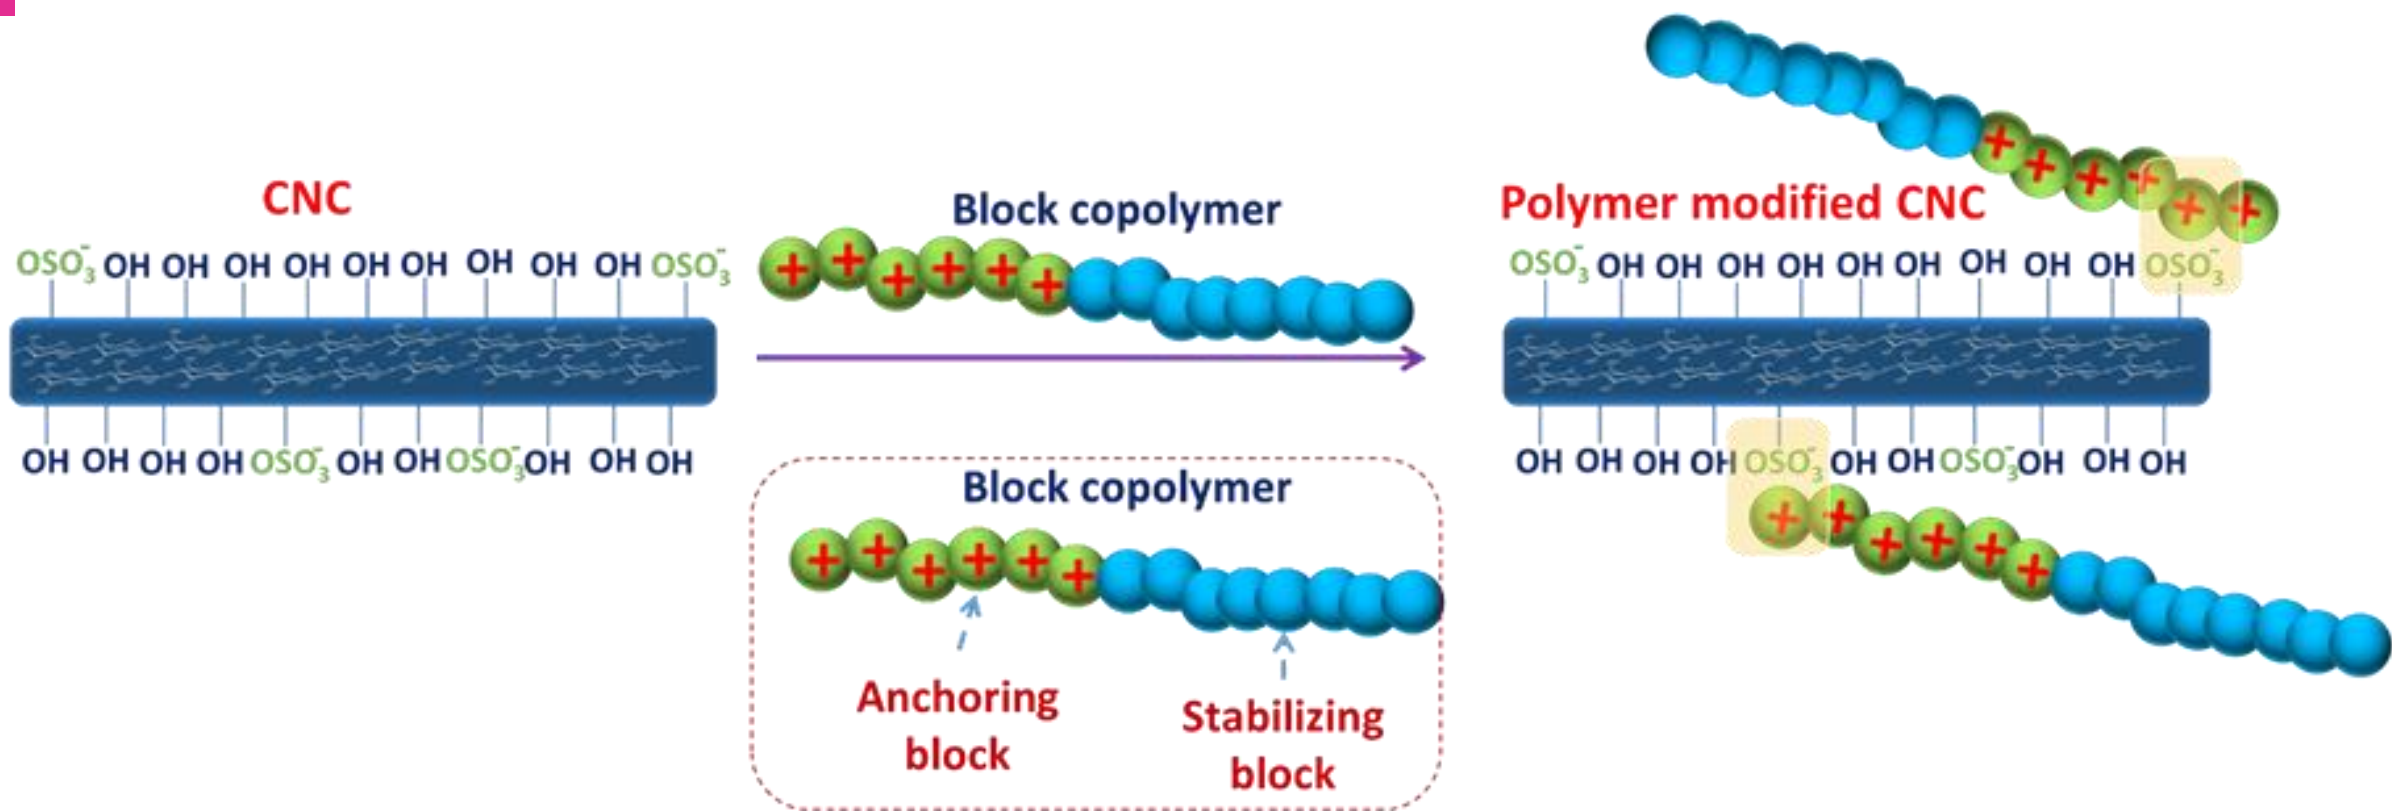 CNC
OSO₃⁻ OH OH OH OH OH OH OH OH OH OSO₃⁻
OH OH OH OH OSO₃⁻ OH OH OSO₃⁻ OH OH OH
Block copolymer
+ + + + + +
Block copolymer
+ + + + + +
Anchoring
block
Stabilizing
block
+ + + + + +
Polymer modified CNC
OSO₃⁻ OH OH OH OH OH OH OH OH OH OSO₃⁻
OH OH OH OH OSO₃⁻ OH OH OSO₃⁻ OH OH OH
+ + + + + +